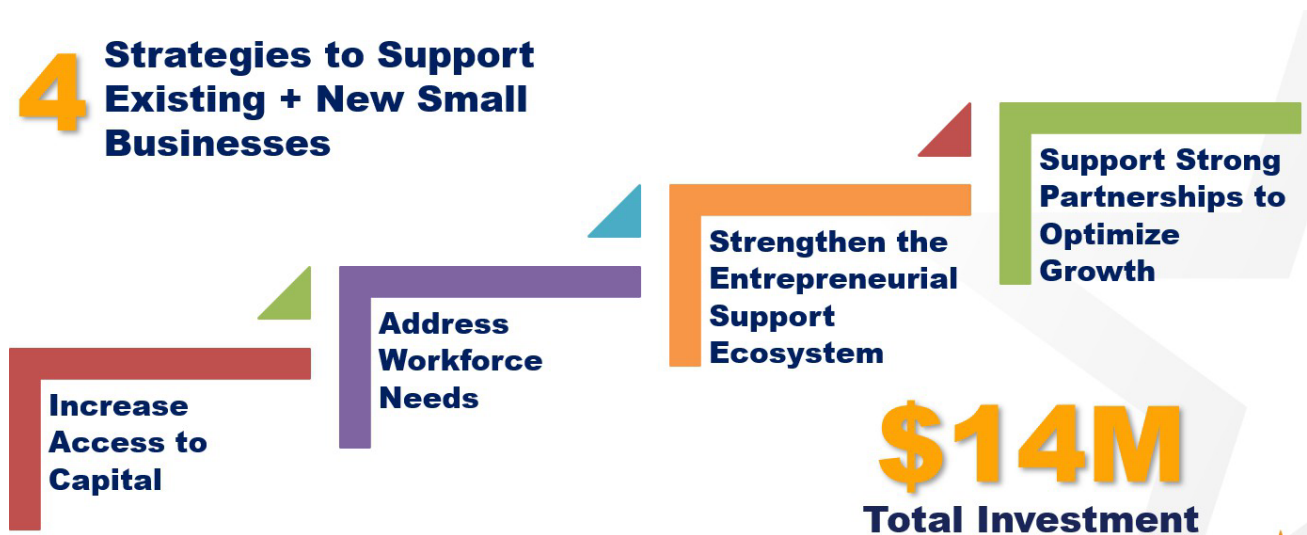 4
Strategies to Support
Existing + New Small
Businesses
Increase
Access to
Capital
Address
Workforce
Needs
Strengthen the
Entrepreneurial
Support
Ecosystem
Support Strong
Partnerships to
Optimize
Growth
$14M
Total Investment